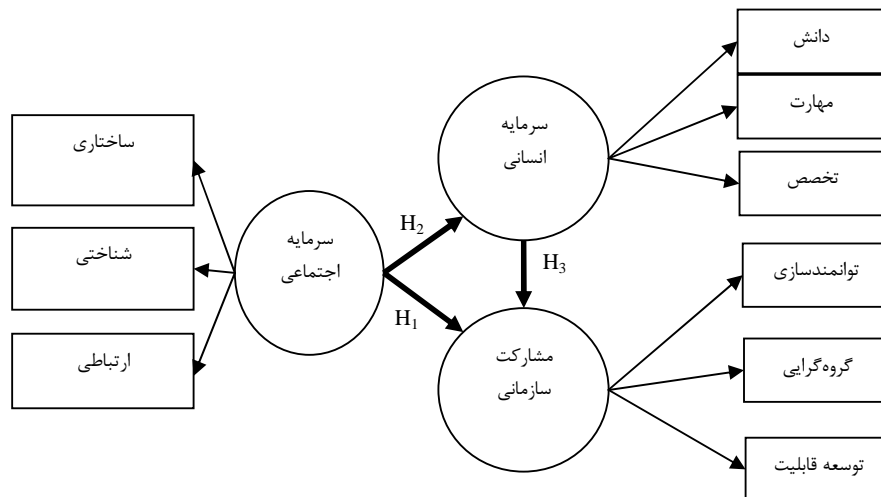 دانش
مهارت
تخصص
سرمایه
انسانی
ساختاری
شناختی
ارتباطی
سرمایه
اجتماعی
H₂
H₃
H₁
مشارکت
سازمانی
توانمندسازی
گروه‌گرایی
توسعه قابلیت